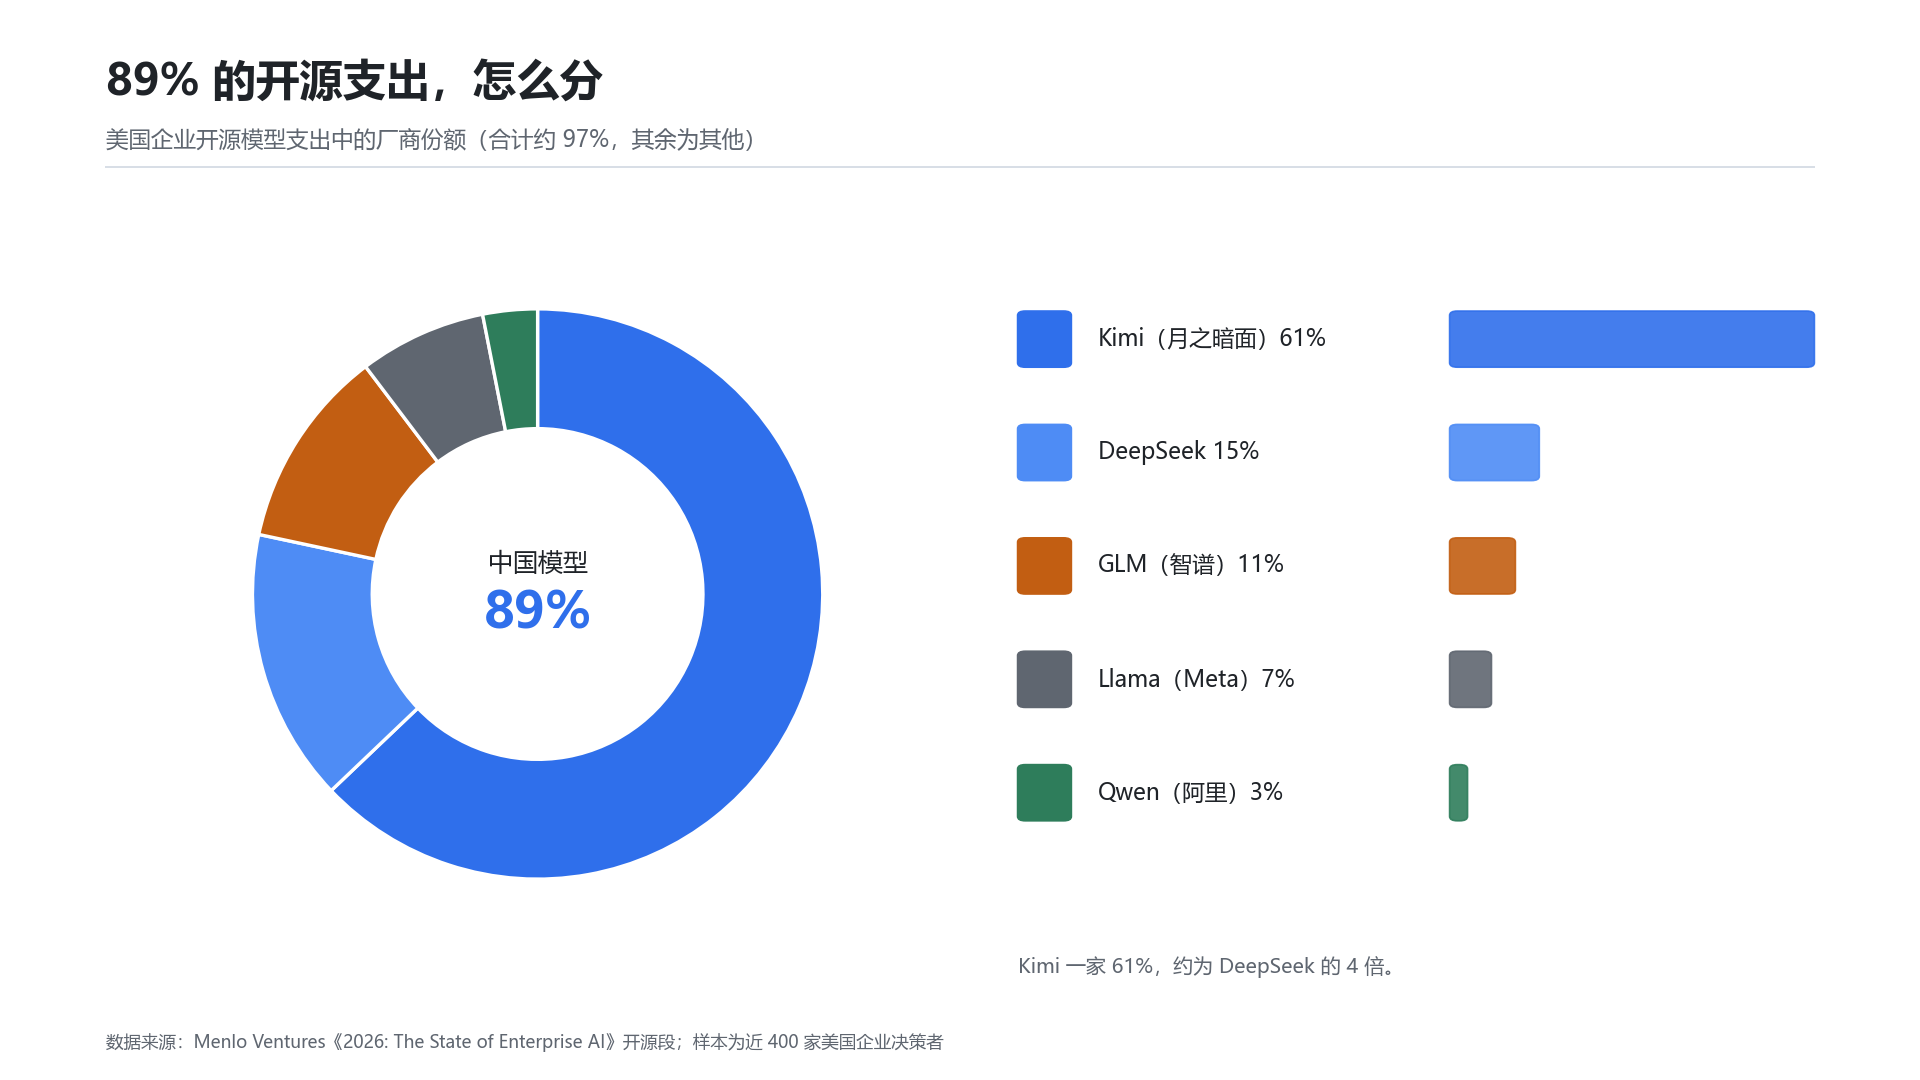 89% 的开源支出，怎么分
美国企业开源模型支出中的厂商份额（合计约 97%，其余为其他）
中国模型
89%
Kimi（月之暗面）61%
DeepSeek 15%
GLM（智谱）11%
Llama（Meta）7%
Qwen（阿里）3%
Kimi 一家 61%，约为 DeepSeek 的 4 倍。
数据来源：Menlo Ventures《2026: The State of Enterprise AI》开源段；样本为近 400 家美国企业决策者